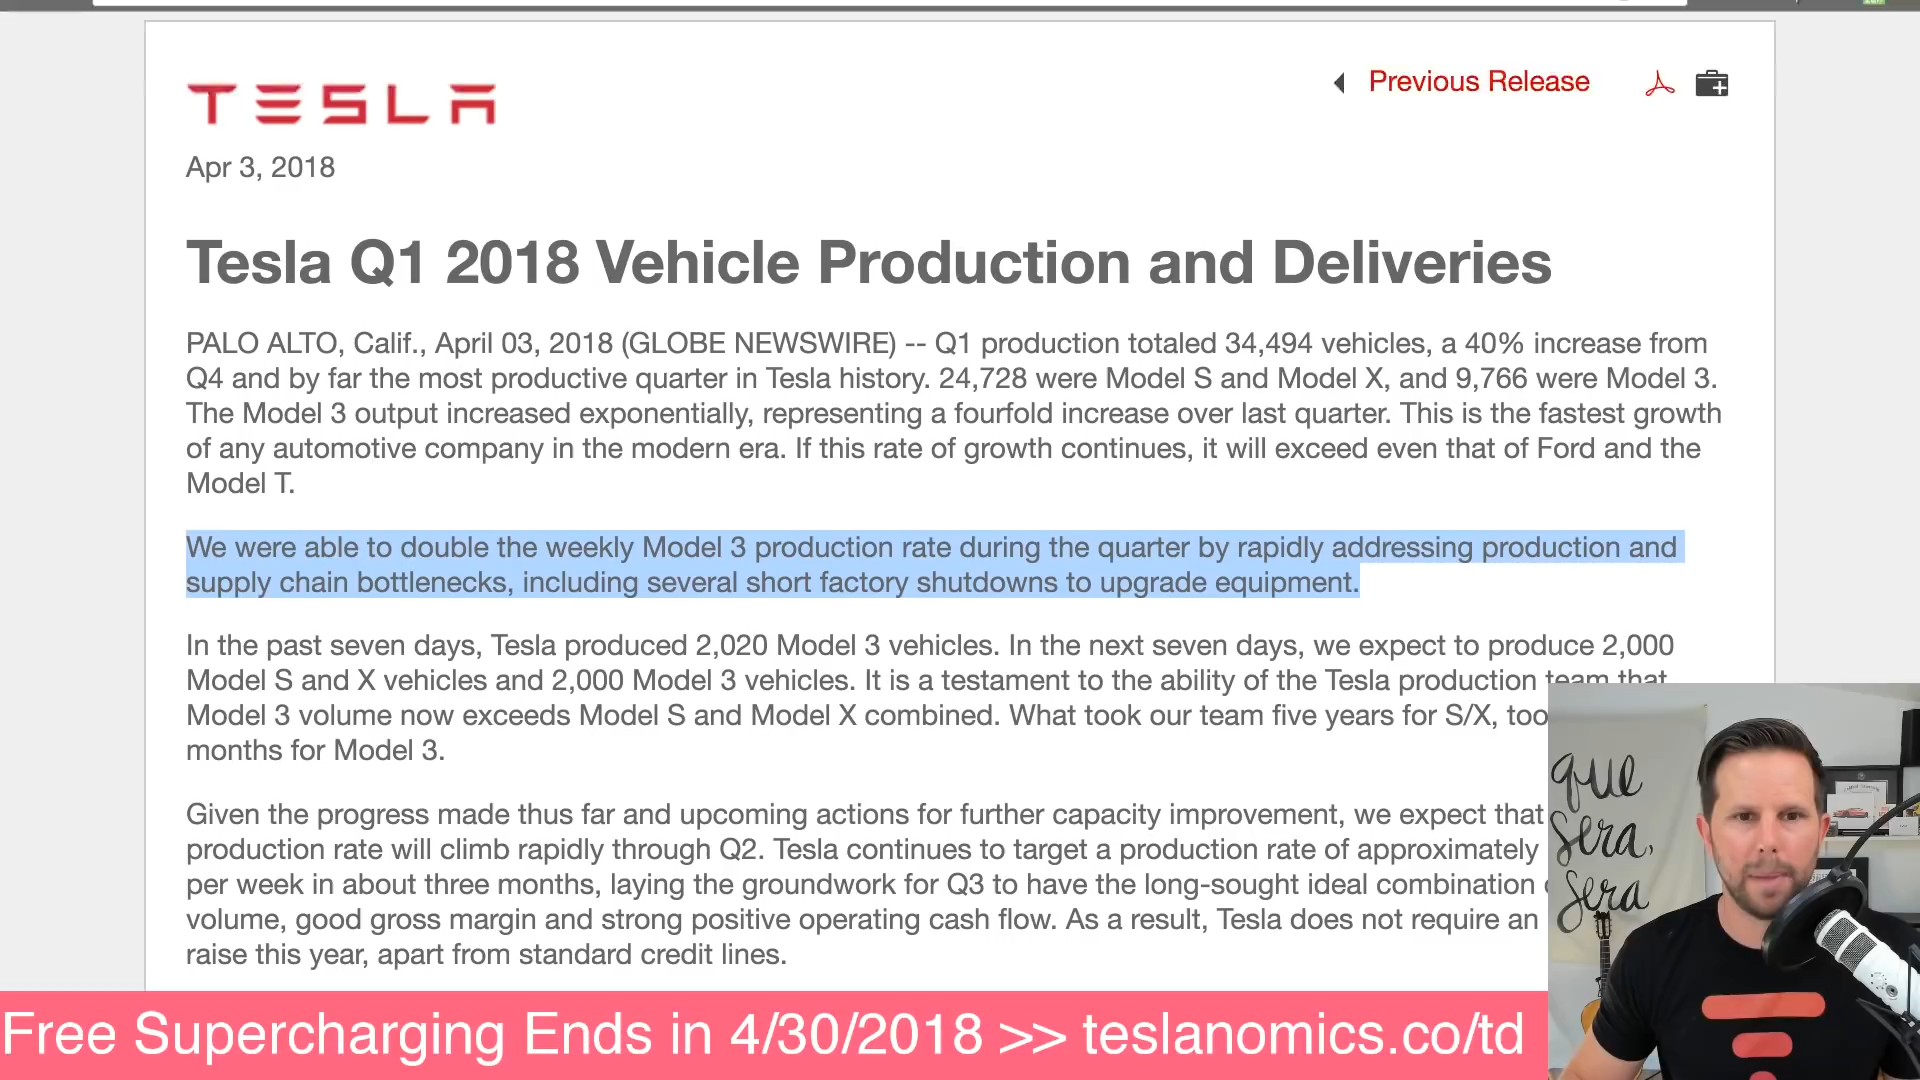 TESLA
Previous Release
Apr 3, 2018
Tesla Q1 2018 Vehicle Production and Deliveries
PALO ALTO, Calif., April 03, 2018 (GLOBE NEWSWIRE) -- Q1 production totaled 34,494 vehicles, a 40% increase from
Q4 and by far the most productive quarter in Tesla history. 24,728 were Model S and Model X, and 9,766 were Model 3.
The Model 3 output increased exponentially, representing a fourfold increase over last quarter. This is the fastest growth
of any automotive company in the modern era. If this rate of growth continues, it will exceed even that of Ford and the
Model T.
We were able to double the weekly Model 3 production rate during the quarter by rapidly addressing production and
supply chain bottlenecks, including several short factory shutdowns to upgrade equipment.
In the past seven days, Tesla produced 2,020 Model 3 vehicles. In the next seven days, we expect to produce 2,000
Model S and X vehicles and 2,000 Model 3 vehicles. It is a testament to the ability of the Tesla production team that
Model 3 volume now exceeds Model S and Model X combined. What took our team five years for S/X, too
months for Model 3.
Given the progress made thus far and upcoming actions for further capacity improvement, we expect that
production rate will climb rapidly through Q2. Tesla continues to target a production rate of approximately
per week in about three months, laying the groundwork for Q3 to have the long-sought ideal combination
volume, good gross margin and strong positive operating cash flow. As a result, Tesla does not require an
raise this year, apart from standard credit lines.
que
sera,
sera
Free Supercharging Ends in 4/30/2018 >> teslanomics.co/td